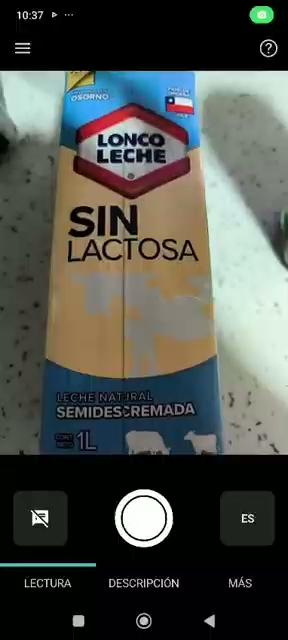 10:37
OSORNO
LONCO
LECHE
SIN
LACTOSA
LECHE NATURAL
SEMIDESCREMADA
1L
ES
LECTURA
DESCRIPCIÓN
MÁS